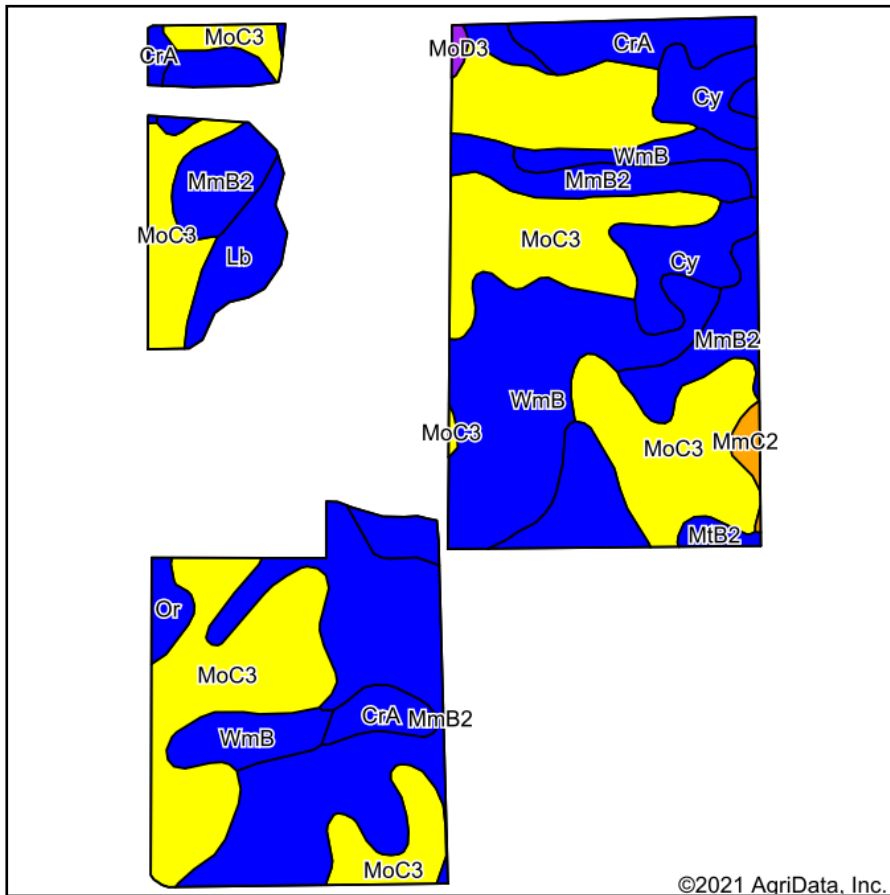 MoC3
CrA
MoD3
CrA
Cy
WmB
MmB2
MmB2
MoC3
MoC3
Lb
Cy
MmB2
WmB
MoC3
MoC3
MmC2
MtB2
Or
MoC3
CrA
MmB2
WmB
MoC3
©2021 AgriData, Inc.